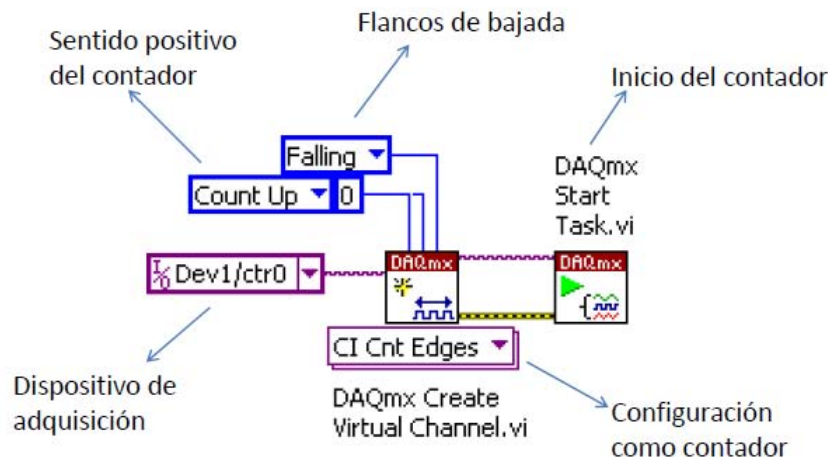 Sentido positivo
del contador
Flancos de bajada
Inicio del contador
Falling
Count Up
0
DAQmx
Start
Task.vi
I/O Dev1/ctr0
DAQmx
DAQmx
CI Cnt Edges
Dispositivo de
adquisición
DAQmx Create
Virtual Channel.vi
Configuración
como contador